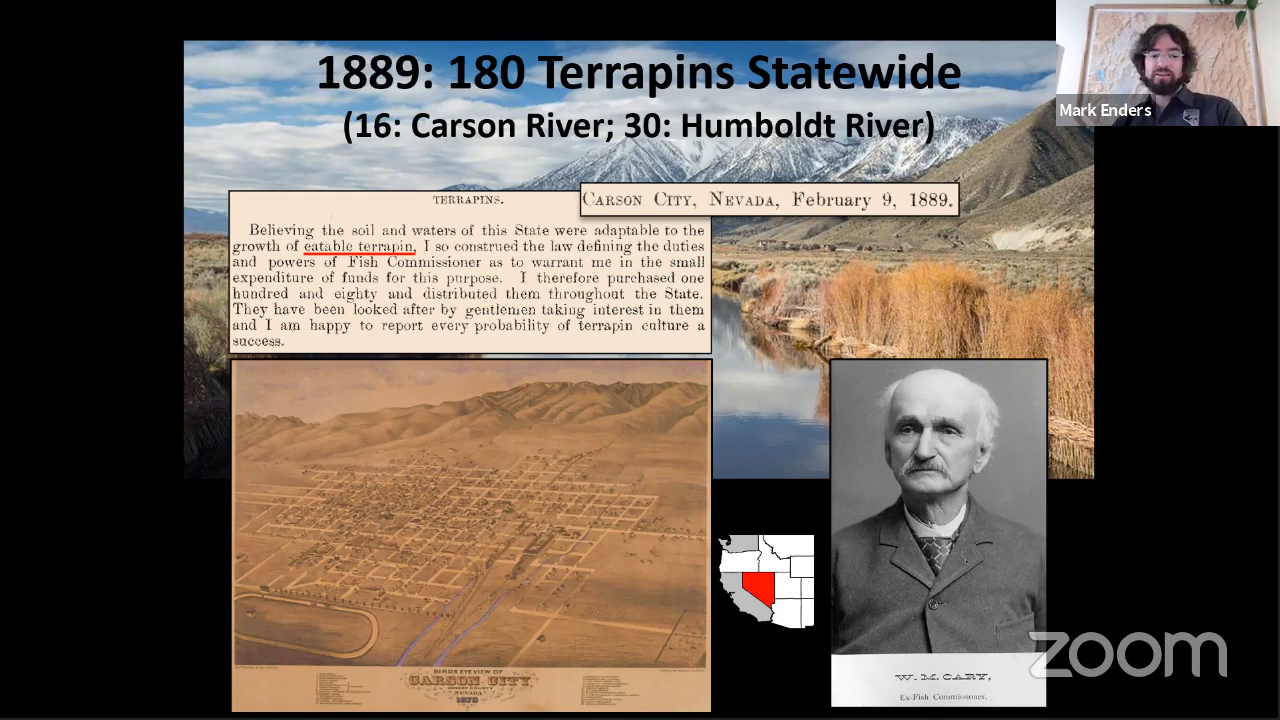 1889: 180 Terrapins Statewide
(16: Carson River; 30: Humboldt River)
Mark Enders
TERRAPINS.
CARSON CITY, NEVADA, February 9, 1889.
Believing the soil and waters of this State were adaptable to the
growth of eatable terrapin, I so construed the law defining the duties
and powers of Fish Commissioner as to warrant me in the small
expenditure of funds for this purpose. I therefore purchased one
hundred and eighty and distributed them throughout the State.
They have been looked after by gentlemen taking interest in them
and I am happy to report every probability of terrapin culture a
success.
BIRDS EYE VIEW OF
CARSON CITY,
NEVADA
1875
W. M. CARY,
Ex-Fish Commissioner.
zoom